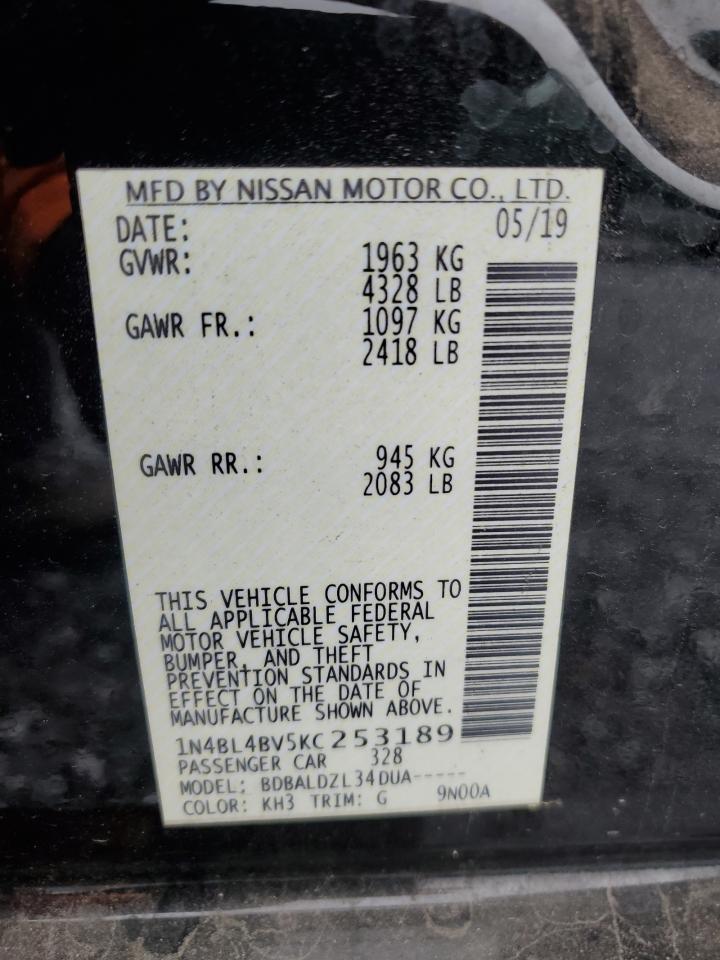 MFD BY NISSAN MOTOR CO., LTD.
DATE: 05/19
GVWR: 1963 KG
4328 LB
GAWR FR.: 1097 KG
2418 LB
GAWR RR.: 945 KG
2083 LB
THIS VEHICLE CONFORMS TO
ALL APPLICABLE FEDERAL
MOTOR VEHICLE SAFETY,
BUMPER, AND THEFT
PREVENTION STANDARDS IN
EFFECT ON THE DATE OF
MANUFACTURE SHOWN ABOVE.
1N4BL4BV5KC253189
PASSENGER CAR 328
MODEL: BDBALDZL34DUA-----
COLOR: KH3 TRIM: G 9N00A